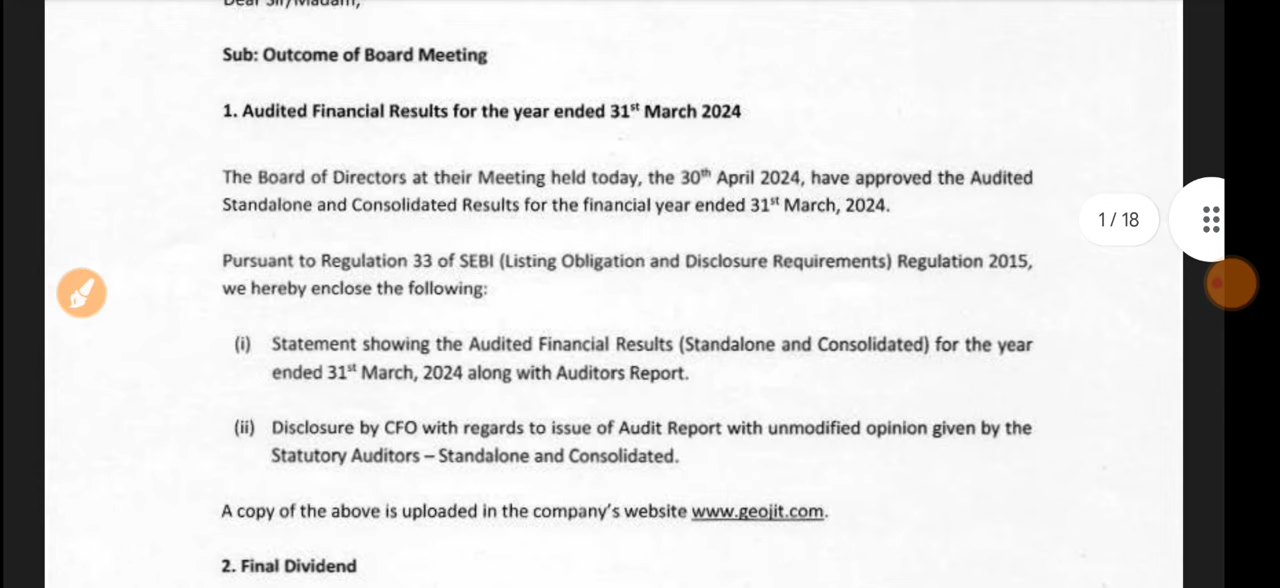 Dear Sir/Madam,
Sub: Outcome of Board Meeting
1. Audited Financial Results for the year ended 31st March 2024
The Board of Directors at their Meeting held today, the 30th April 2024, have approved the Audited
Standalone and Consolidated Results for the financial year ended 31st March, 2024.
Pursuant to Regulation 33 of SEBI (Listing Obligation and Disclosure Requirements) Regulation 2015,
we hereby enclose the following:
(i) Statement showing the Audited Financial Results (Standalone and Consolidated) for the year
ended 31st March, 2024 along with Auditors Report.
(ii) Disclosure by CFO with regards to issue of Audit Report with unmodified opinion given by the
Statutory Auditors – Standalone and Consolidated.
A copy of the above is uploaded in the company's website www.geojit.com.
2. Final Dividend
1 / 18